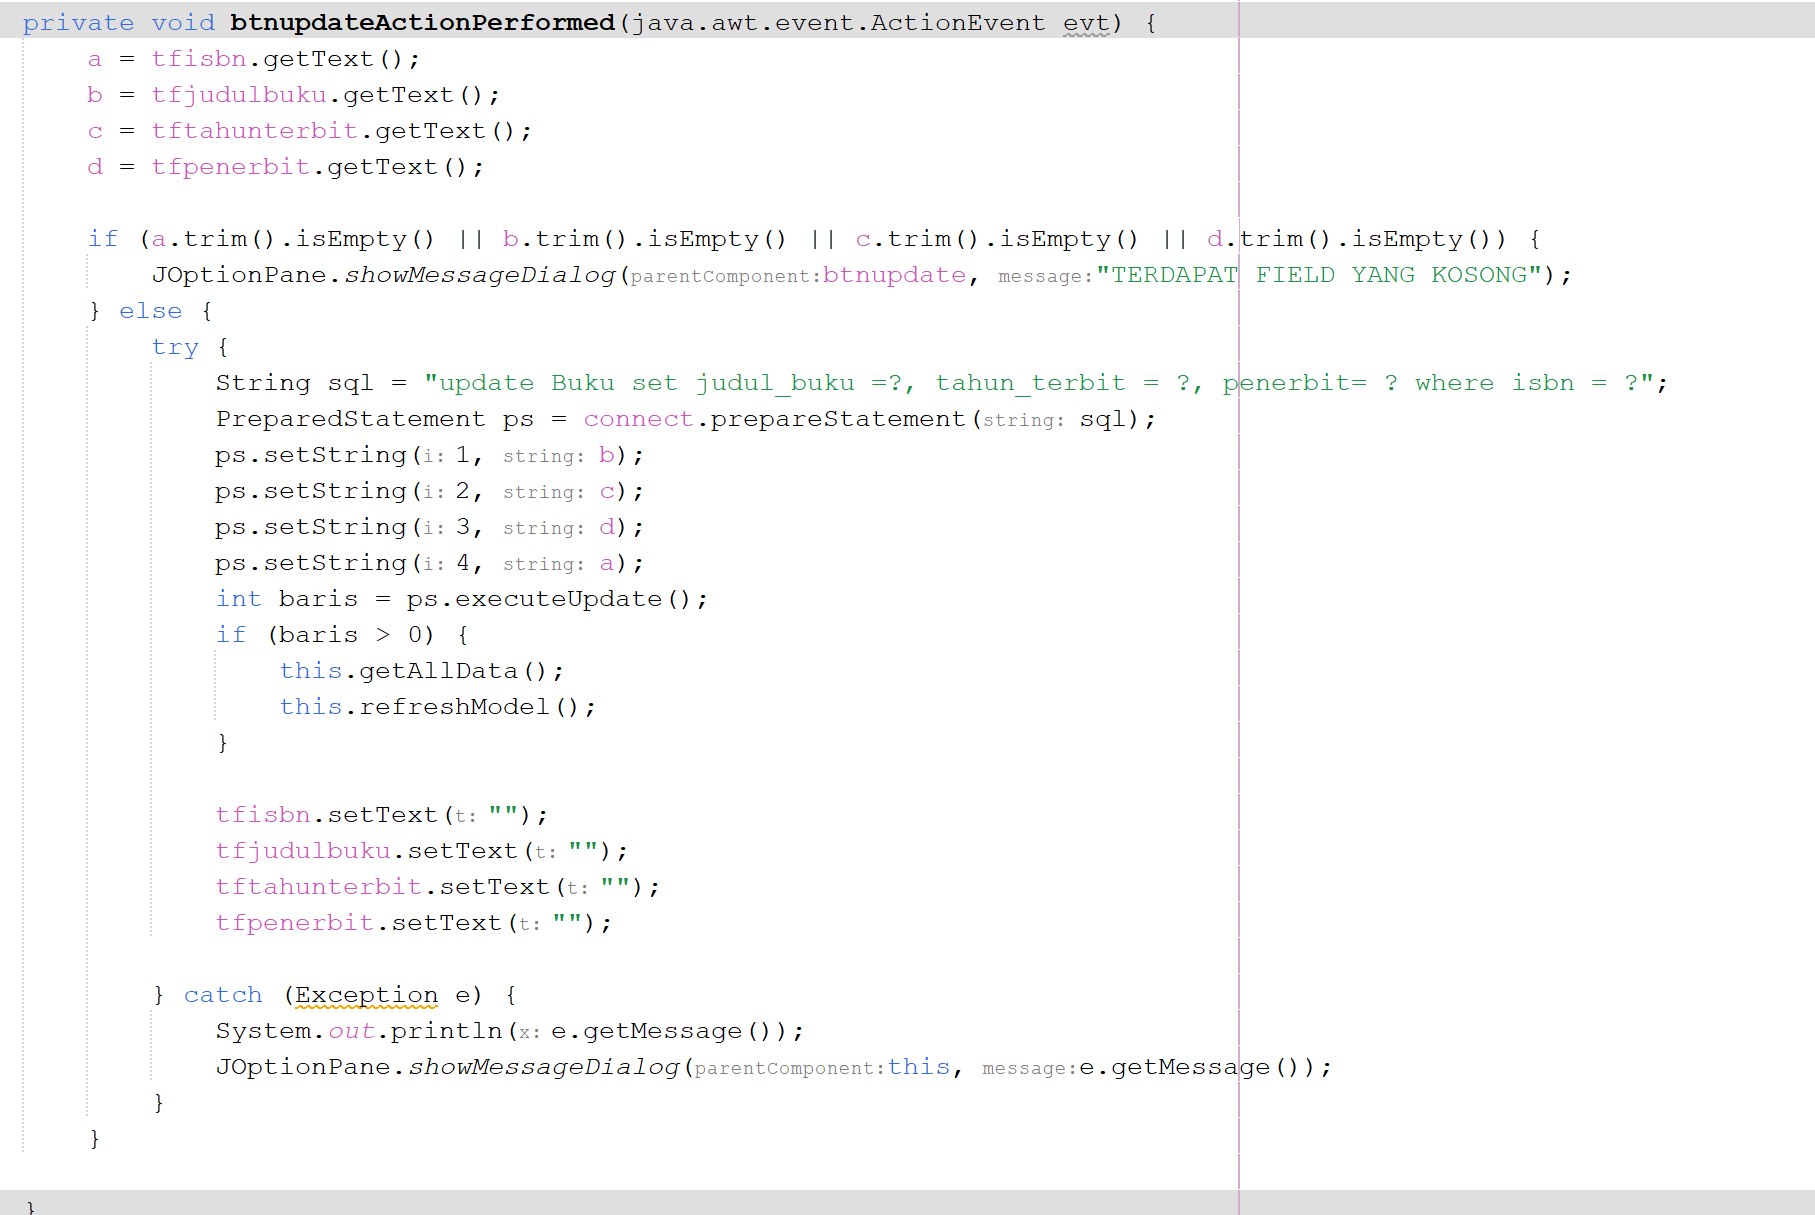 private void btnupdateActionPerformed(java.awt.event.ActionEvent evt) {
    a = tfisbn.getText();
    b = tfjudulbuku.getText();
    c = tftahunterbit.getText();
    d = tfpenerbit.getText();

    if (a.trim().isEmpty() || b.trim().isEmpty() || c.trim().isEmpty() || d.trim().isEmpty()) {
        JOptionPane.showMessageDialog(parentComponent:btnupdate, message:"TERDAPAT FIELD YANG KOSONG");
    } else {
        try {
            String sql = "update Buku set judul_buku =?, tahun_terbit = ?, penerbit= ? where isbn = ?";
            PreparedStatement ps = connect.prepareStatement(string: sql);
            ps.setString(i: 1, string: b);
            ps.setString(i: 2, string: c);
            ps.setString(i: 3, string: d);
            ps.setString(i: 4, string: a);
            int baris = ps.executeUpdate();
            if (baris > 0) {
                this.getAllData();
                this.refreshModel();
            }

            tfisbn.setText(t: "");
            tfjudulbuku.setText(t: "");
            tftahunterbit.setText(t: "");
            tfpenerbit.setText(t: "");

        } catch (Exception e) {
            System.out.println(x: e.getMessage());
            JOptionPane.showMessageDialog(parentComponent:this, message:e.getMessage());
        }
    }

}